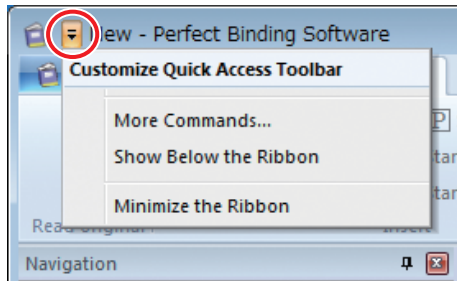 New - Perfect Binding Software
Customize Quick Access Toolbar
More Commands...
Show Below the Ribbon
Minimize the Ribbon
Navigation